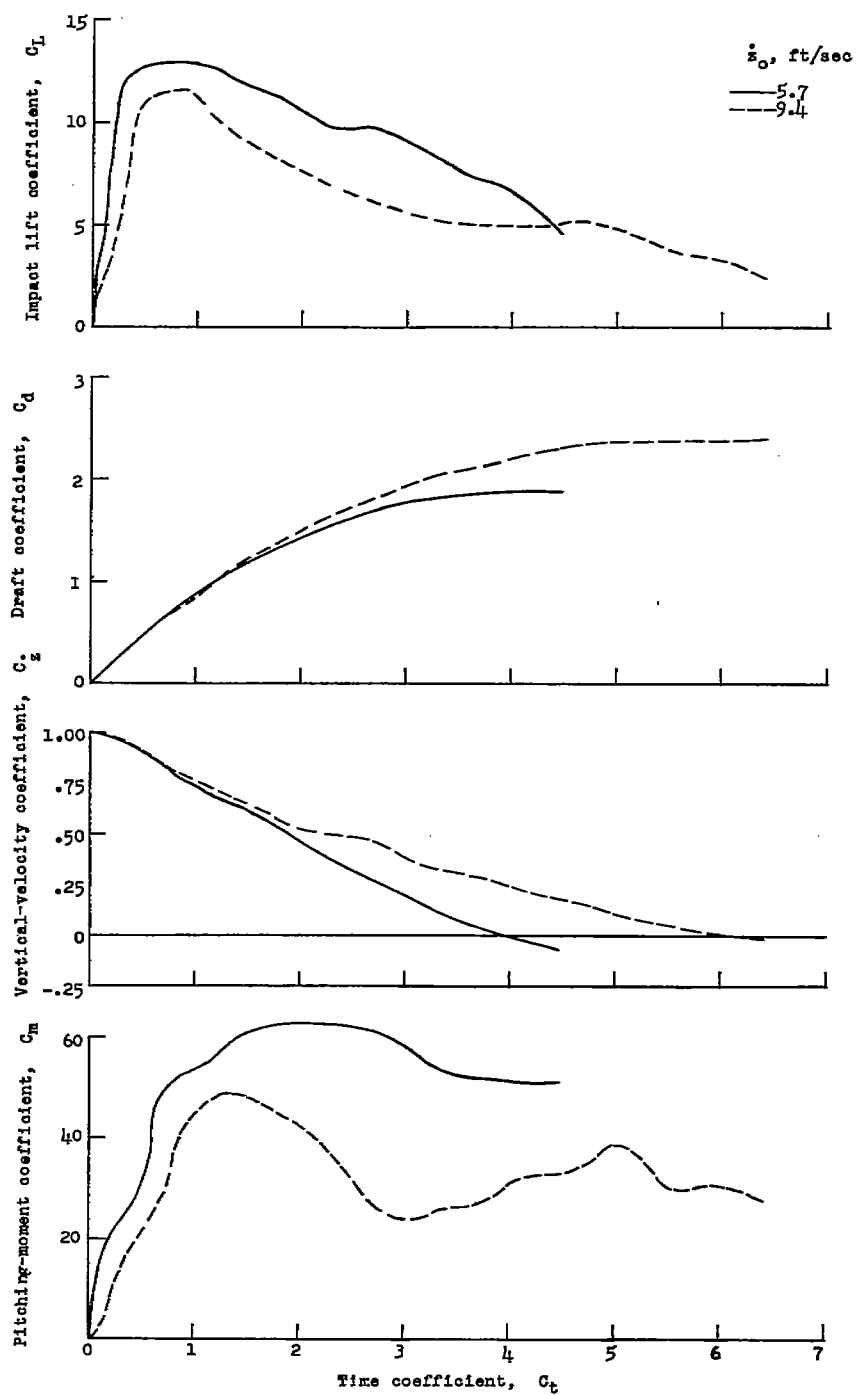 15
10
5
0
Impact lift coefficient, C_L
ż_o, ft/sec
5.7
9.4
3
2
1
0
Draft coefficient, C_d
1.00
.75
.50
.25
0
-.25
Vertical-velocity coefficient, C_ż
60
40
20
Pitching-moment coefficient, C_m
0 1 2 3 4 5 6 7
Time coefficient, C_t